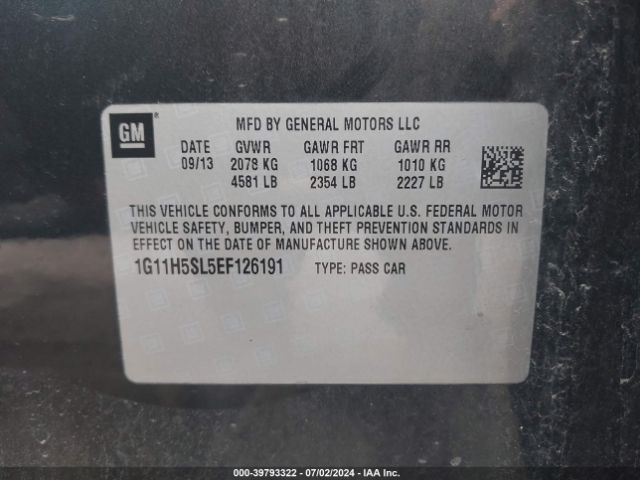 GM ®
MFD BY GENERAL MOTORS LLC
DATE GVWR GAWR FRT GAWR RR
09/13 2078 KG 1068 KG 1010 KG
4581 LB 2354 LB 2227 LB
THIS VEHICLE CONFORMS TO ALL APPLICABLE U.S. FEDERAL MOTOR
VEHICLE SAFETY, BUMPER, AND THEFT PREVENTION STANDARDS IN
EFFECT ON THE DATE OF MANUFACTURE SHOWN ABOVE.
1G11H5SL5EF126191 TYPE: PASS CAR
000-39793322 / 07/02/2024 - IAA Inc.